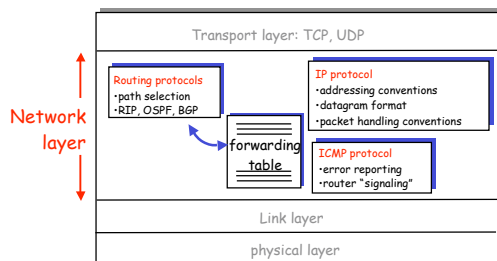 Transport layer: TCP, UDP
Network
layer
Routing protocols
•path selection
•RIP, OSPF, BGP
forwarding
table
IP protocol
•addressing conventions
•datagram format
•packet handling conventions
ICMP protocol
•error reporting
•router “signaling”
Link layer
physical layer